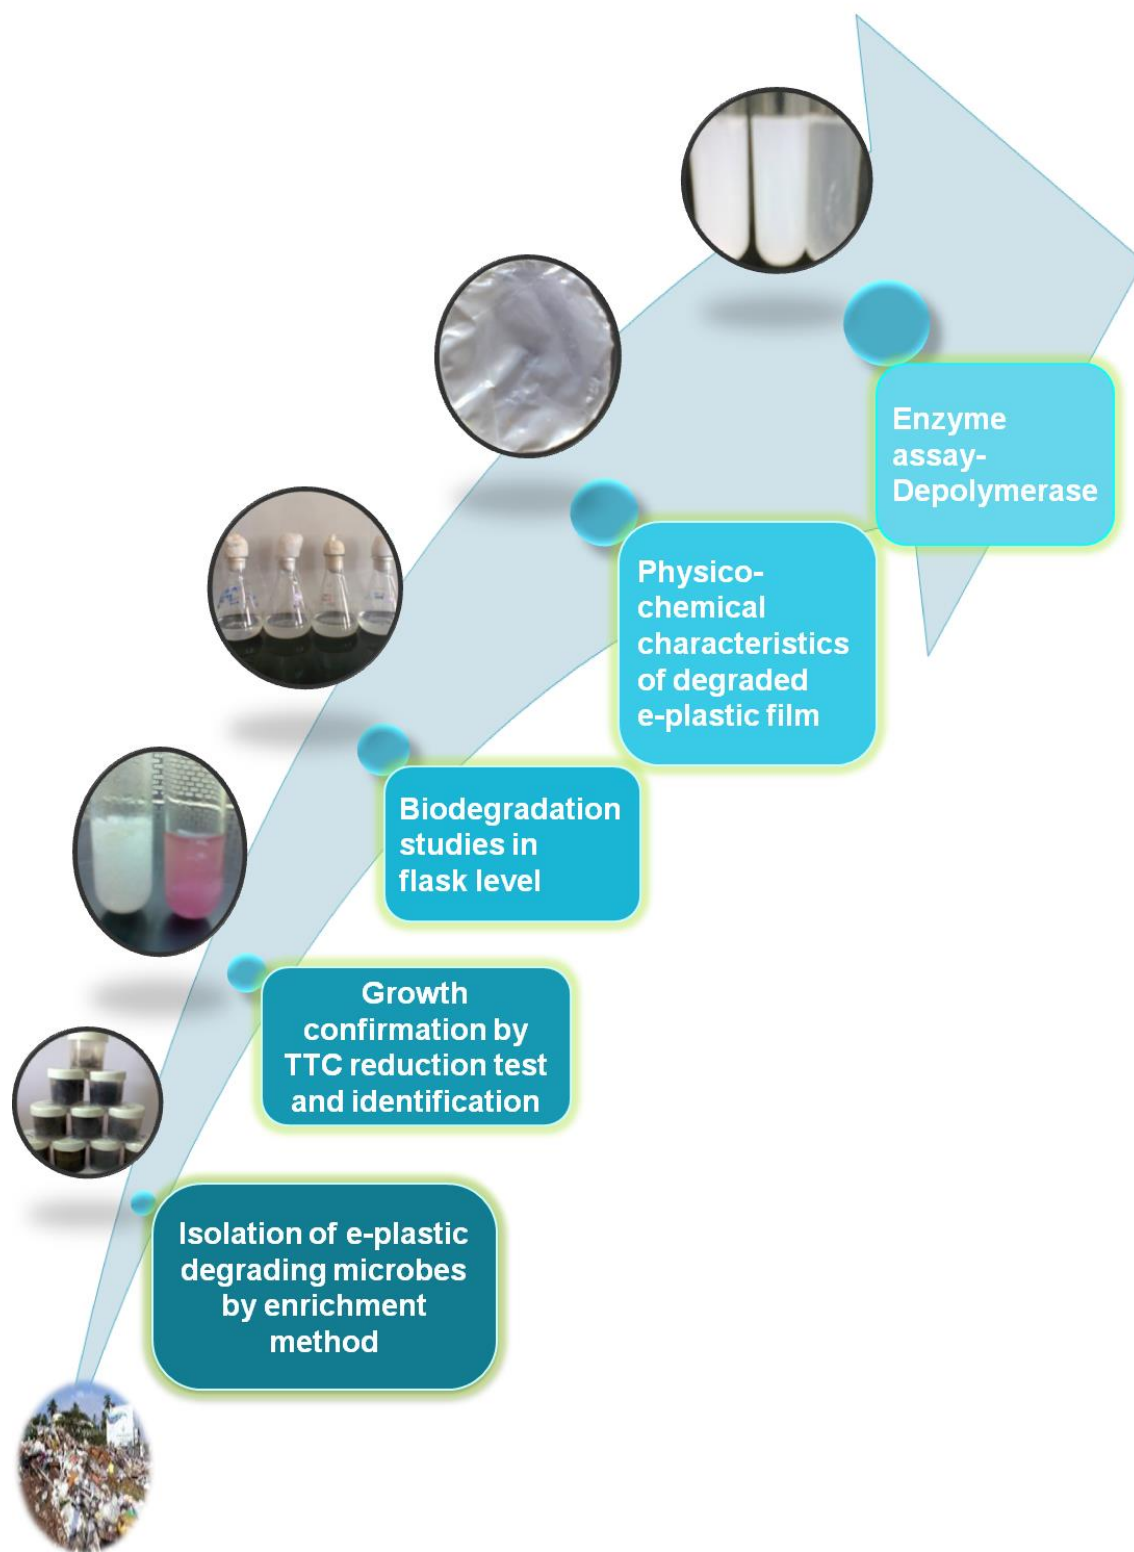 Enzyme
assay-
Depolymerase
Physico-
chemical
characteristics
of degraded
e-plastic film
Biodegradation
studies in
flask level
Growth
confirmation by
TTC reduction test
and identification
Isolation of e-plastic
degrading microbes
by enrichment
method